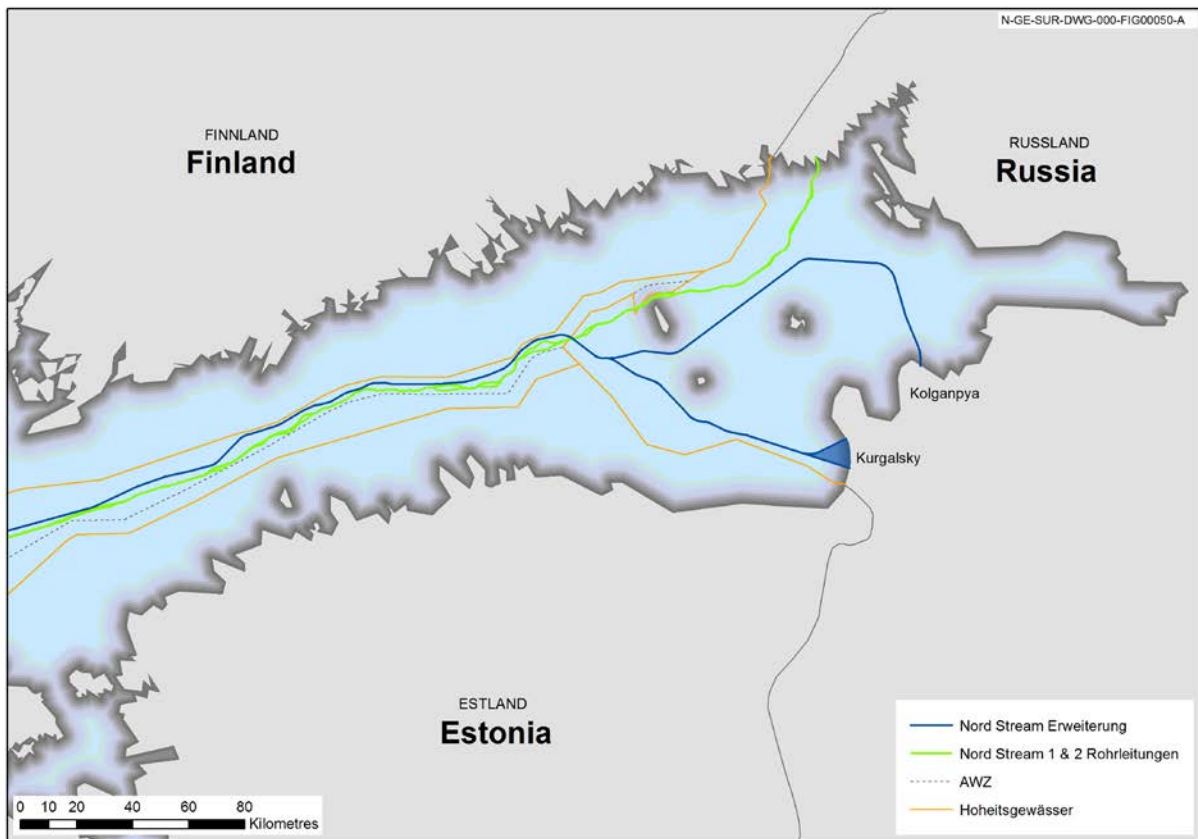 N-GE-SUR-DWG-000-FIG00050-A
FINNLAND
Finland
RUSSLAND
Russia
Kolganpya
Kurgalsky
ESTLAND
Estonia
Nord Stream Erweiterung
Nord Stream 1 & 2 Rohrleitungen
AWZ
Hoheitsgewässer
0 10 20 40 60 80
Kilometres